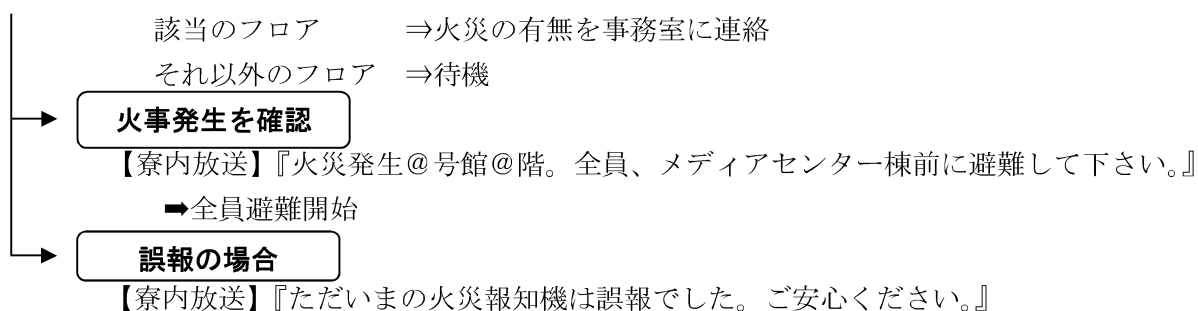 該当のフロア　　　⇒火災の有無を事務室に連絡
それ以外のフロア　⇒待機
火事発生を確認
【寮内放送】『火災発生＠号館＠階。全員、メディアセンター棟前に避難して下さい。』
➡全員避難開始
誤報の場合
【寮内放送】『ただいまの火災報知機は誤報でした。ご安心ください。』